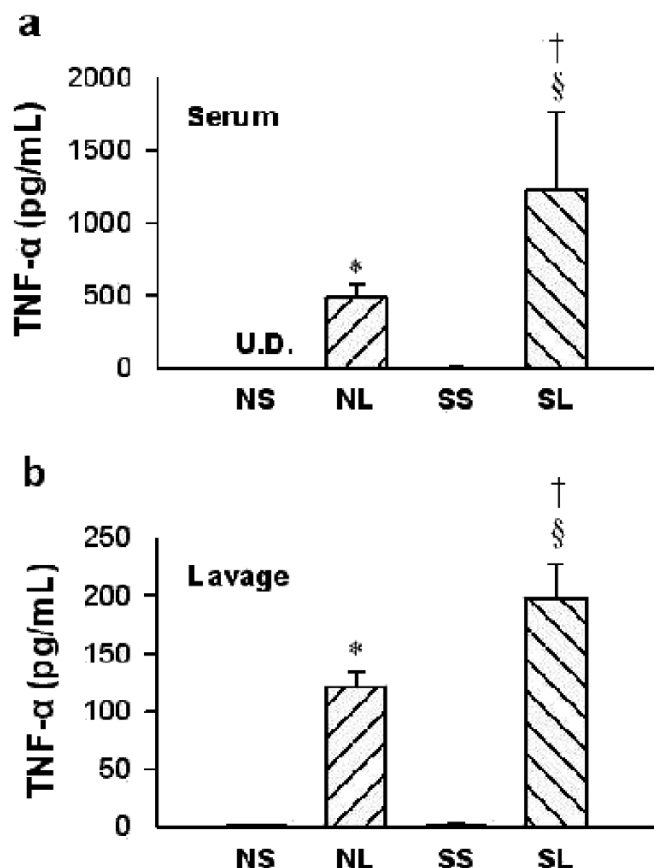 a
†
§
2000
Serum
1500
1000
*
500
U.D.
0
NS NL SS SL
TNF-α (pg/mL)
b
†
§
250
Lavage
200
*
150
100
50
0
NS NL SS SL
TNF-α (pg/mL)